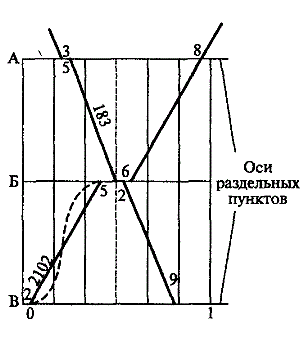 А 3 8
5
183
Б 5 6
2
Оси
раздельных
пунктов
2102
9
В 2
0 1